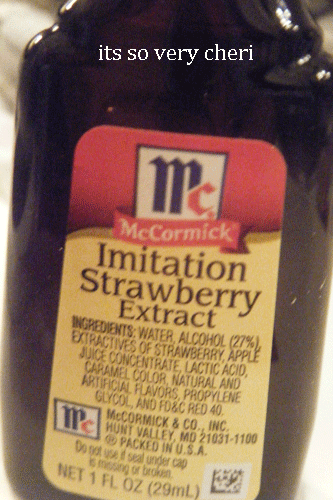 its so very cheri
Mc
McCormick®
Imitation
Strawberry
Extract
INGREDIENTS: WATER, ALCOHOL (27%),
EXTRACTIVES OF STRAWBERRY, APPLE
JUICE CONCENTRATE, LACTIC ACID,
CARAMEL COLOR, NATURAL AND
ARTIFICIAL FLAVORS, PROPYLENE
GLYCOL, AND FD&C RED 40.
Mc
McCORMICK & CO., INC.
HUNT VALLEY, MD 21031-1100
® PACKED IN U.S.A.
Do not use if seal under cap
is missing or broken.
NET 1 FL OZ (29mL)